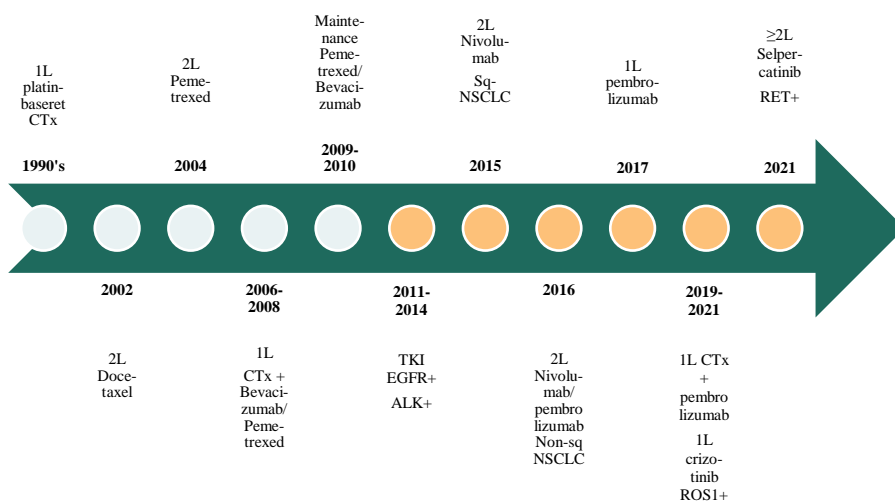 1L
platin-
baseret
CTx
1990's
2L
Peme-
trexed
2004
Mainte-
nance
Peme-
trexed/
Bevaci-
zumab
2009-
2010
2L
Nivolu-
mab
Sq-
NSCLC
2015
1L
pembro-
lizumab
2017
≥2L
Selper-
catinib
RET+
2021
2002
2L
Doce-
taxel
2006-
2008
1L
CTx +
Bevaci-
zumab/
Peme-
trexed
2011-
2014
TKI
EGFR+
ALK+
2016
2L
Nivolu-
mab/
pembro
lizumab
Non-sq
NSCLC
2019-
2021
1L CTx
+
pembro
lizumab
1L
crizo-
tinib
ROS1+